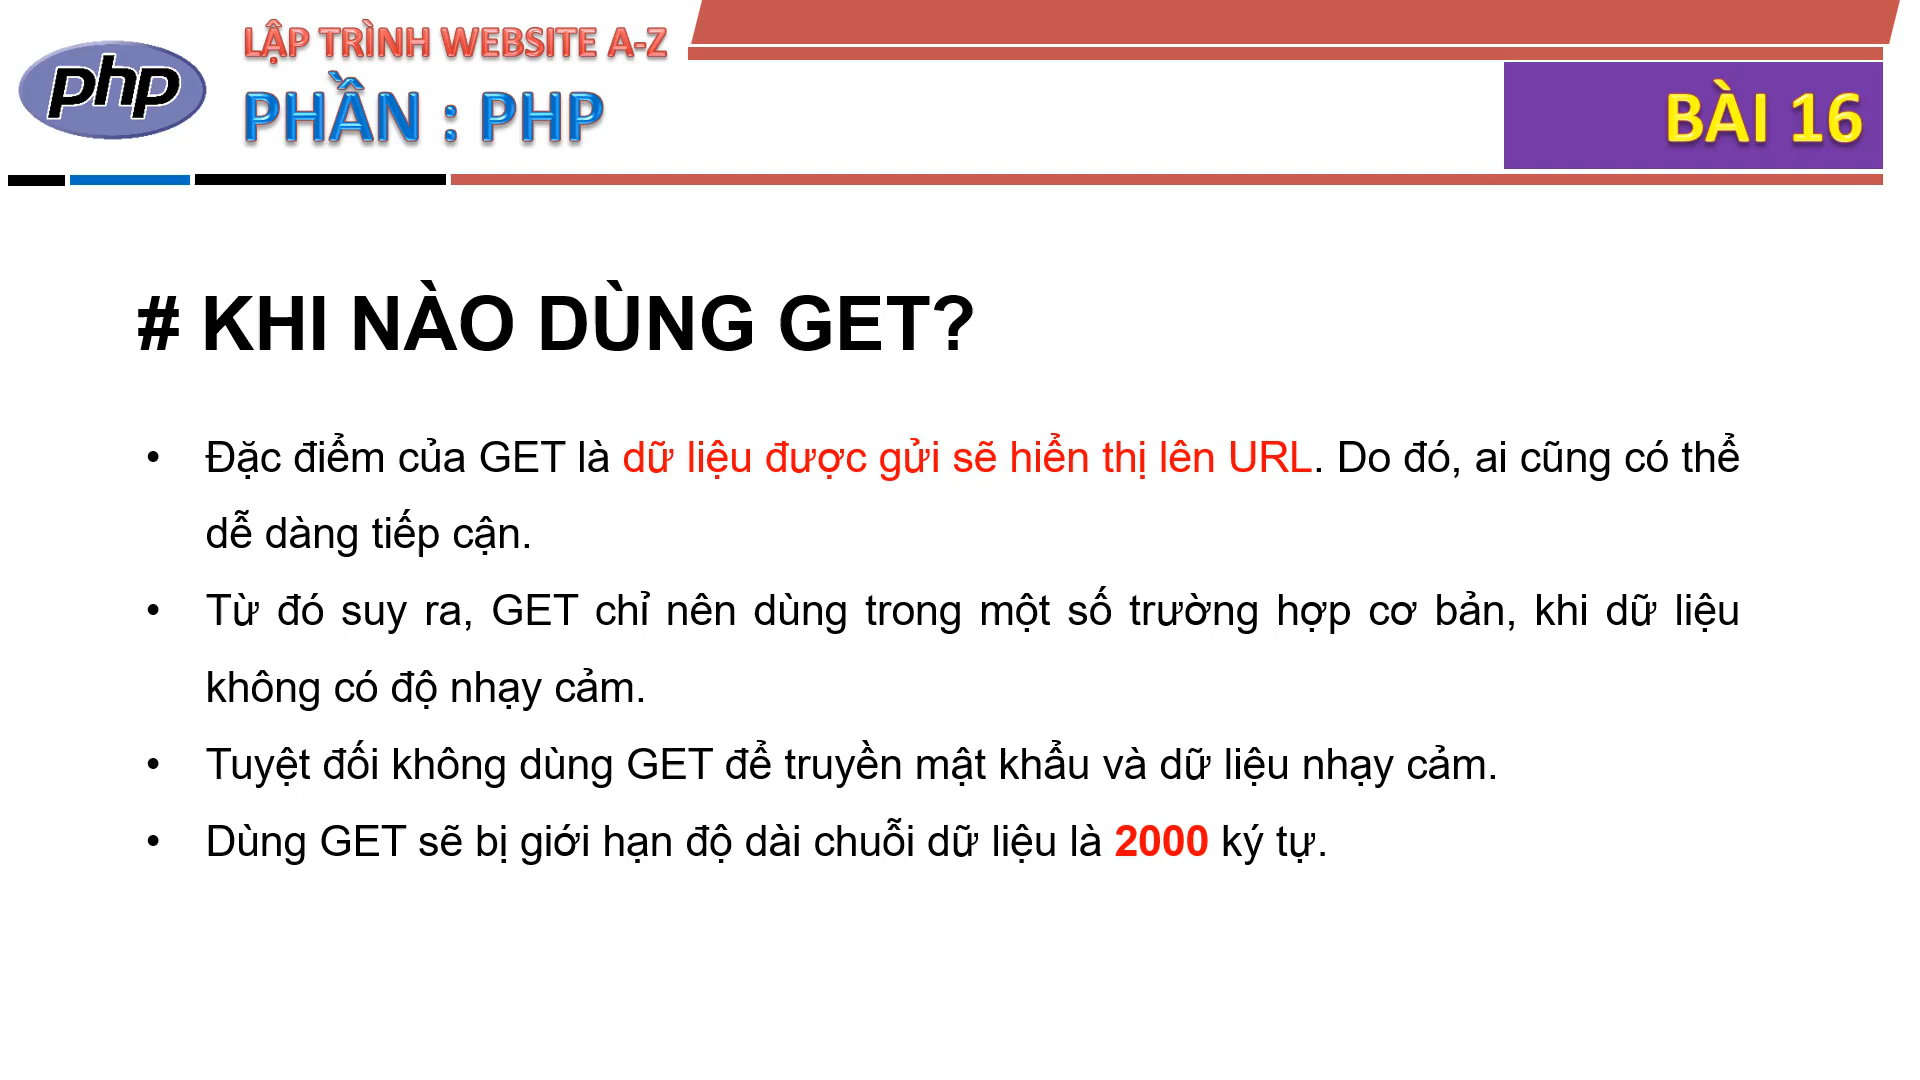 php
LẬP TRÌNH WEBSITE A-Z
PHẦN : PHP
BÀI 16
# KHI NÀO DÙNG GET?
• Đặc điểm của GET là dữ liệu được gửi sẽ hiển thị lên URL. Do đó, ai cũng có thể
dễ dàng tiếp cận.
• Từ đó suy ra, GET chỉ nên dùng trong một số trường hợp cơ bản, khi dữ liệu
không có độ nhạy cảm.
• Tuyệt đối không dùng GET để truyền mật khẩu và dữ liệu nhạy cảm.
• Dùng GET sẽ bị giới hạn độ dài chuỗi dữ liệu là 2000 ký tự.